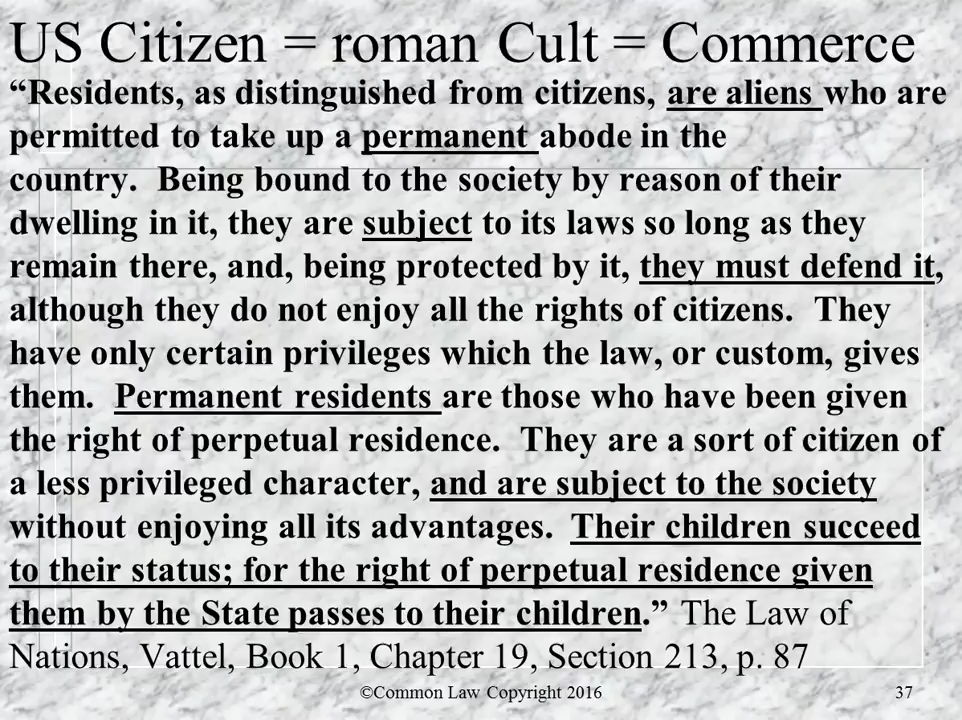 US Citizen = roman Cult = Commerce
“Residents, as distinguished from citizens, are aliens who are
permitted to take up a permanent abode in the
country.  Being bound to the society by reason of their
dwelling in it, they are subject to its laws so long as they
remain there, and, being protected by it, they must defend it,
although they do not enjoy all the rights of citizens.  They
have only certain privileges which the law, or custom, gives
them.  Permanent residents are those who have been given
the right of perpetual residence.  They are a sort of citizen of
a less privileged character, and are subject to the society
without enjoying all its advantages.  Their children succeed
to their status; for the right of perpetual residence given
them by the State passes to their children.” The Law of
Nations, Vattel, Book 1, Chapter 19, Section 213, p. 87
©Common Law Copyright 2016
37